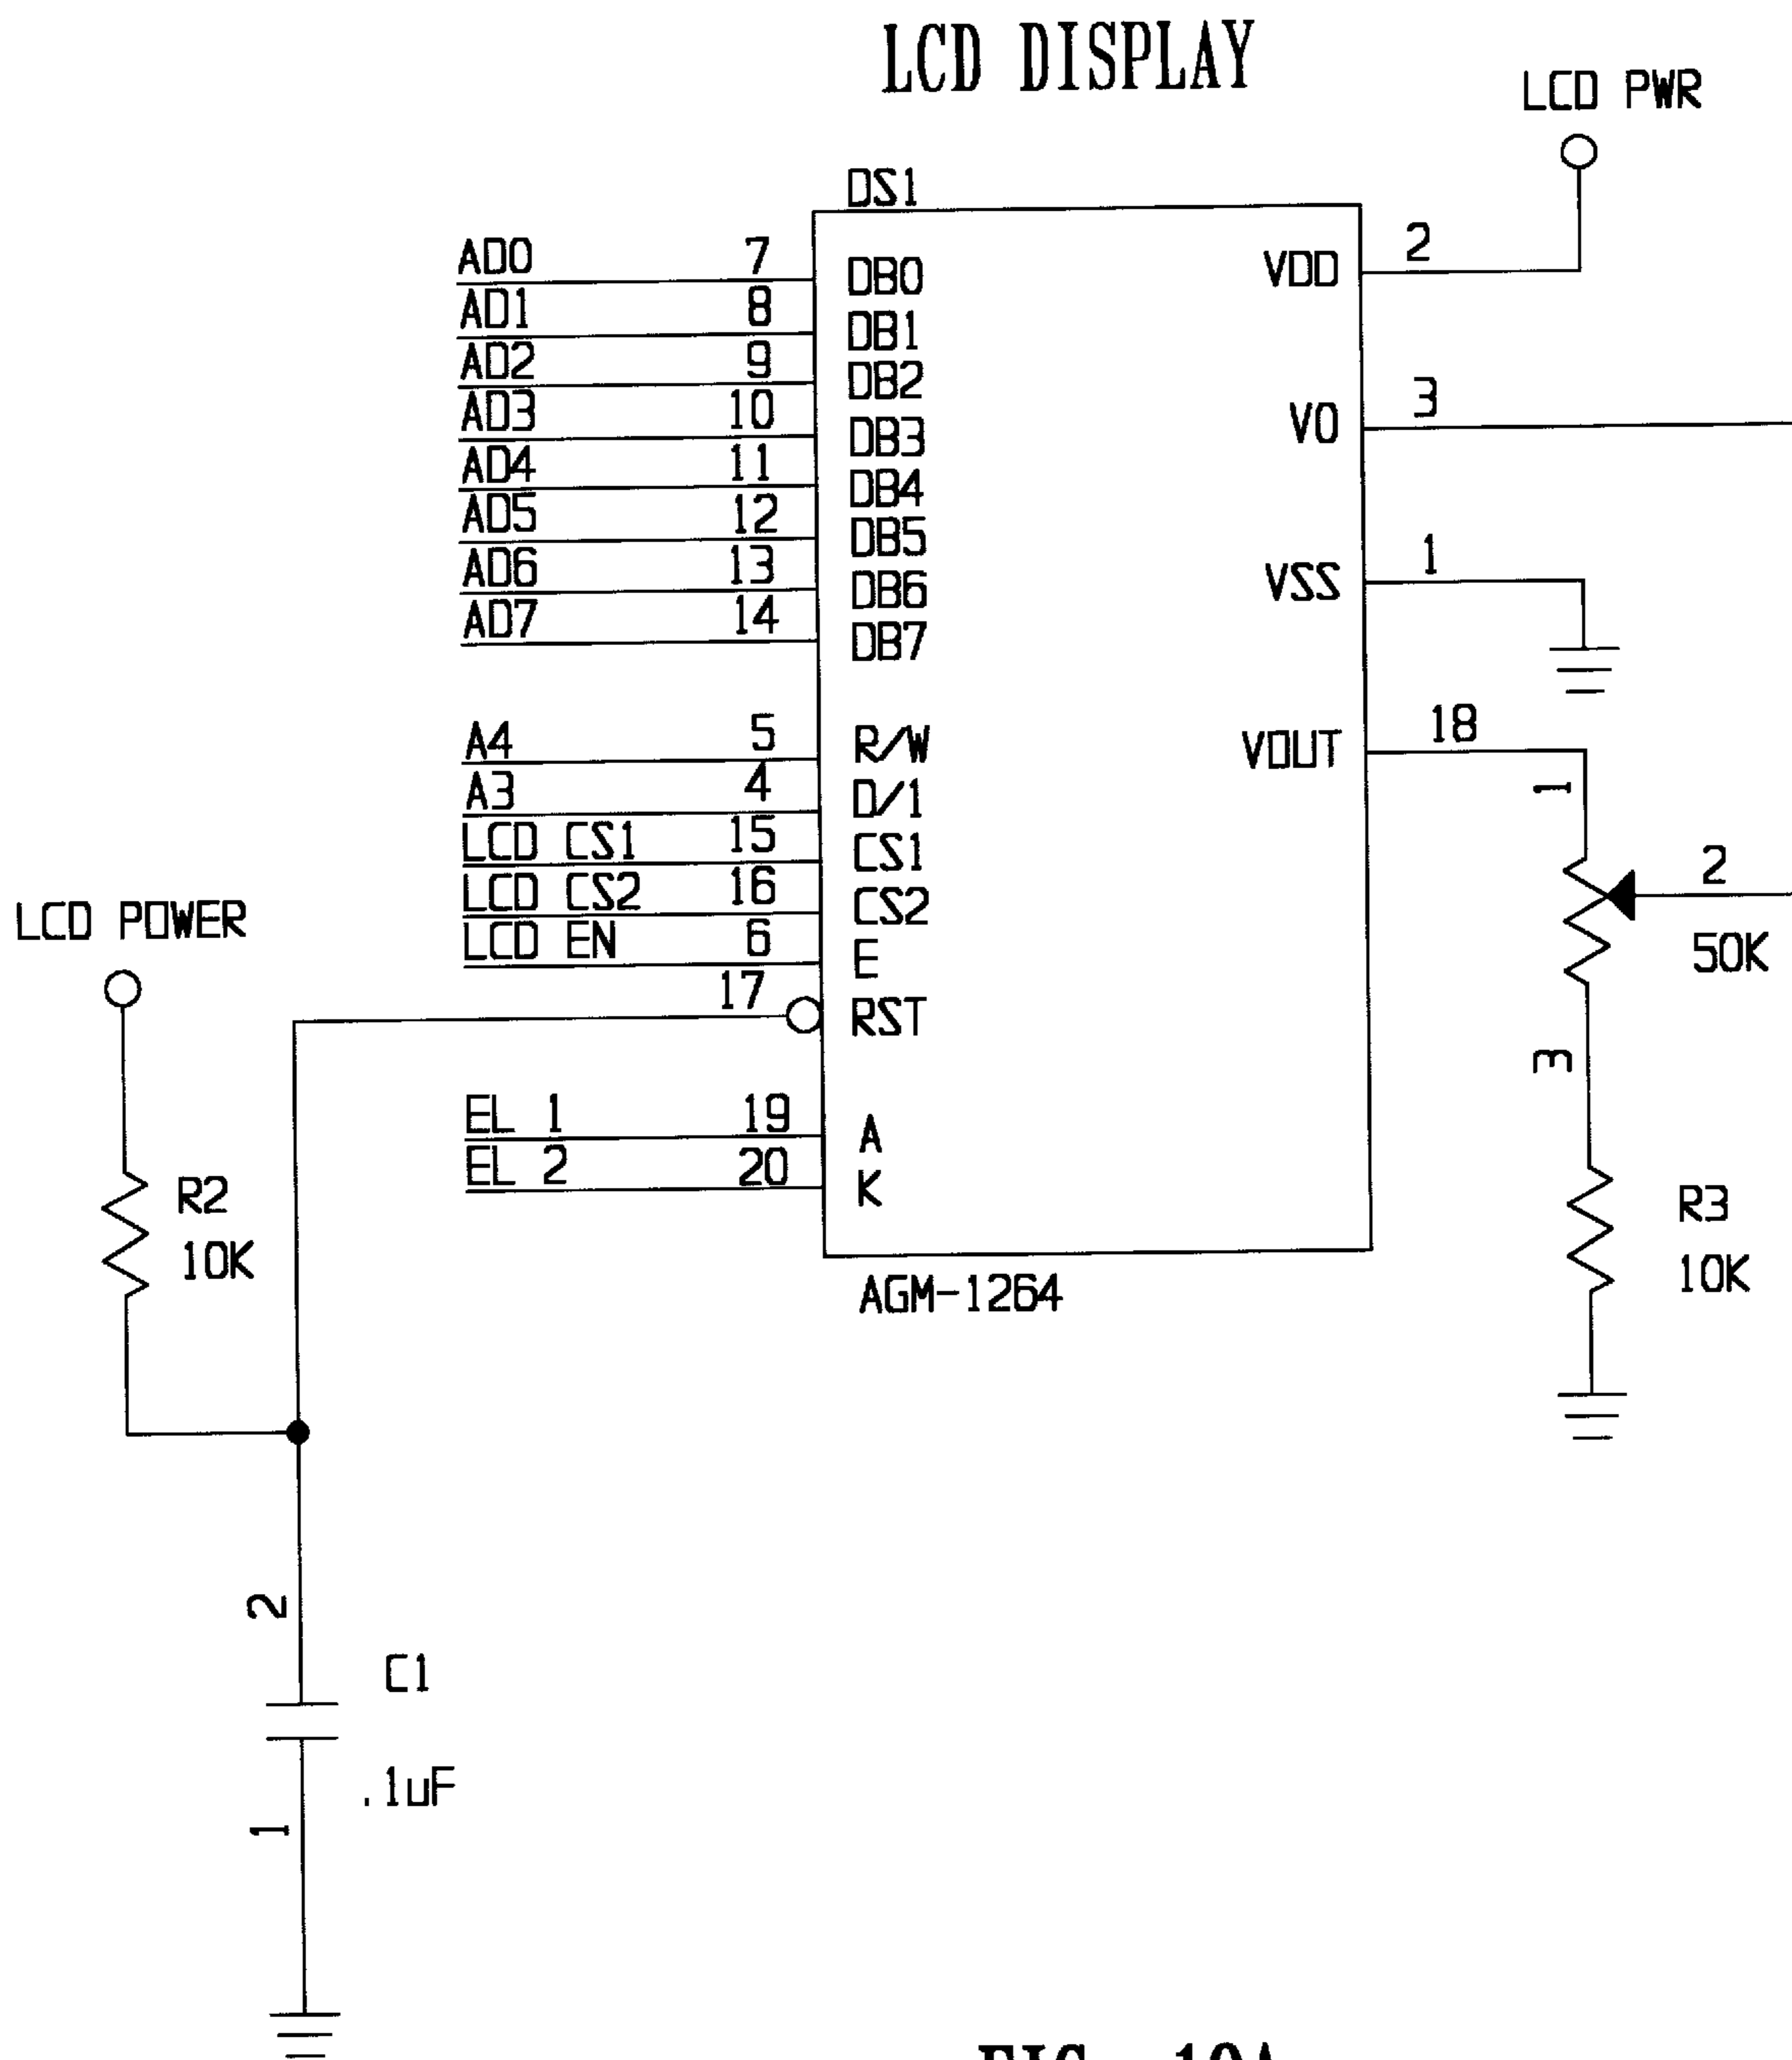 LCD DISPLAY
LCD PWR
DS1
AD0 7 DB0
AD1 8 DB1
AD2 9 DB2
AD3 10 DB3
AD4 11 DB4
AD5 12 DB5
AD6 13 DB6
AD7 14 DB7
VDD 2
VO 3
VSS 1
VOUT 18
A4 5 R/W
A3 4 D/1
LCD CS1 15 CS1
LCD CS2 16 CS2
LCD EN 6 E
17 RST
EL 1 19 A
EL 2 20 K
AGM-1264
1
2
50K
3
R3
10K
LCD POWER
R2
10K
2
C1
.1uF
1